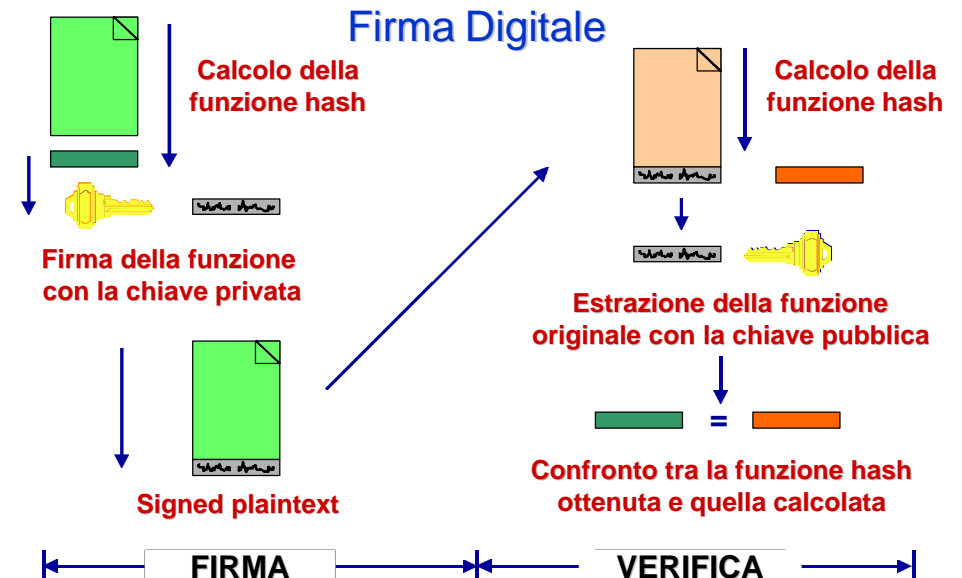 Firma Digitale
Calcolo della
funzione hash
Firma della funzione
con la chiave privata
Signed plaintext
Calcolo della
funzione hash
Estrazione della funzione
originale con la chiave pubblica
=
Confronto tra la funzione hash
ottenuta e quella calcolata
FIRMA
VERIFICA